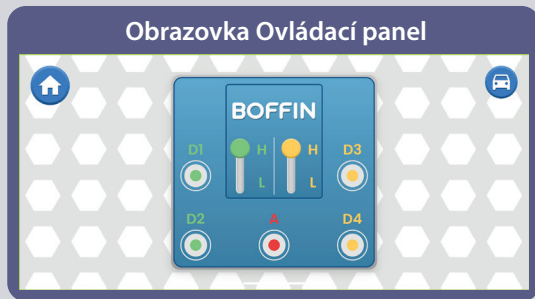 Obrazovka Ovládací panel
BOFFIN
D1 H H D3
L L
D2 A D4